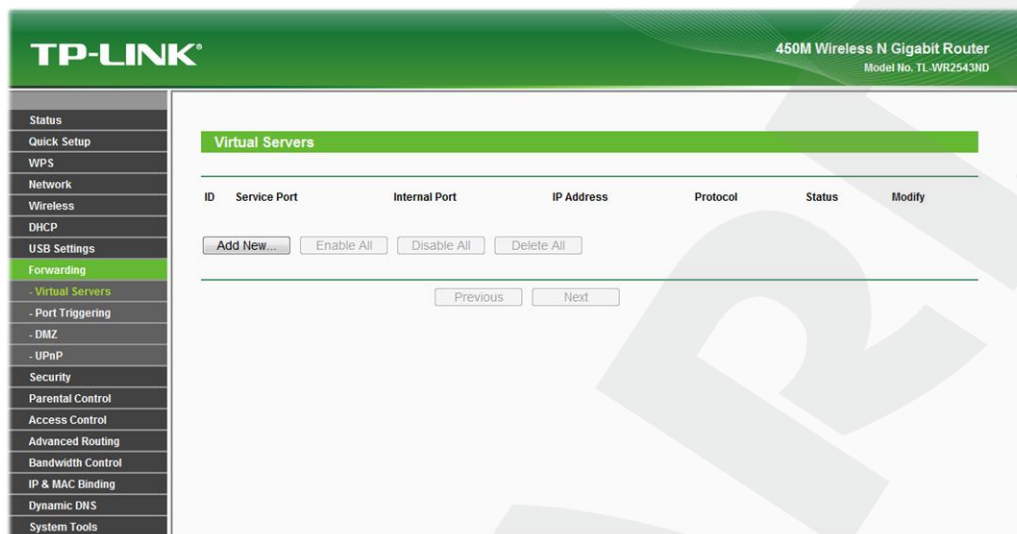 TP-LINK®
450M Wireless N Gigabit Router
Model No. TL-WR2543ND
Status
Quick Setup
WPS
Network
Wireless
DHCP
USB Settings
Forwarding
- Virtual Servers
- Port Triggering
- DMZ
- UPnP
Security
Parental Control
Access Control
Advanced Routing
Bandwidth Control
IP & MAC Binding
Dynamic DNS
System Tools
Virtual Servers
ID Service Port Internal Port IP Address Protocol Status Modify
Add New... Enable All Disable All Delete All
Previous Next